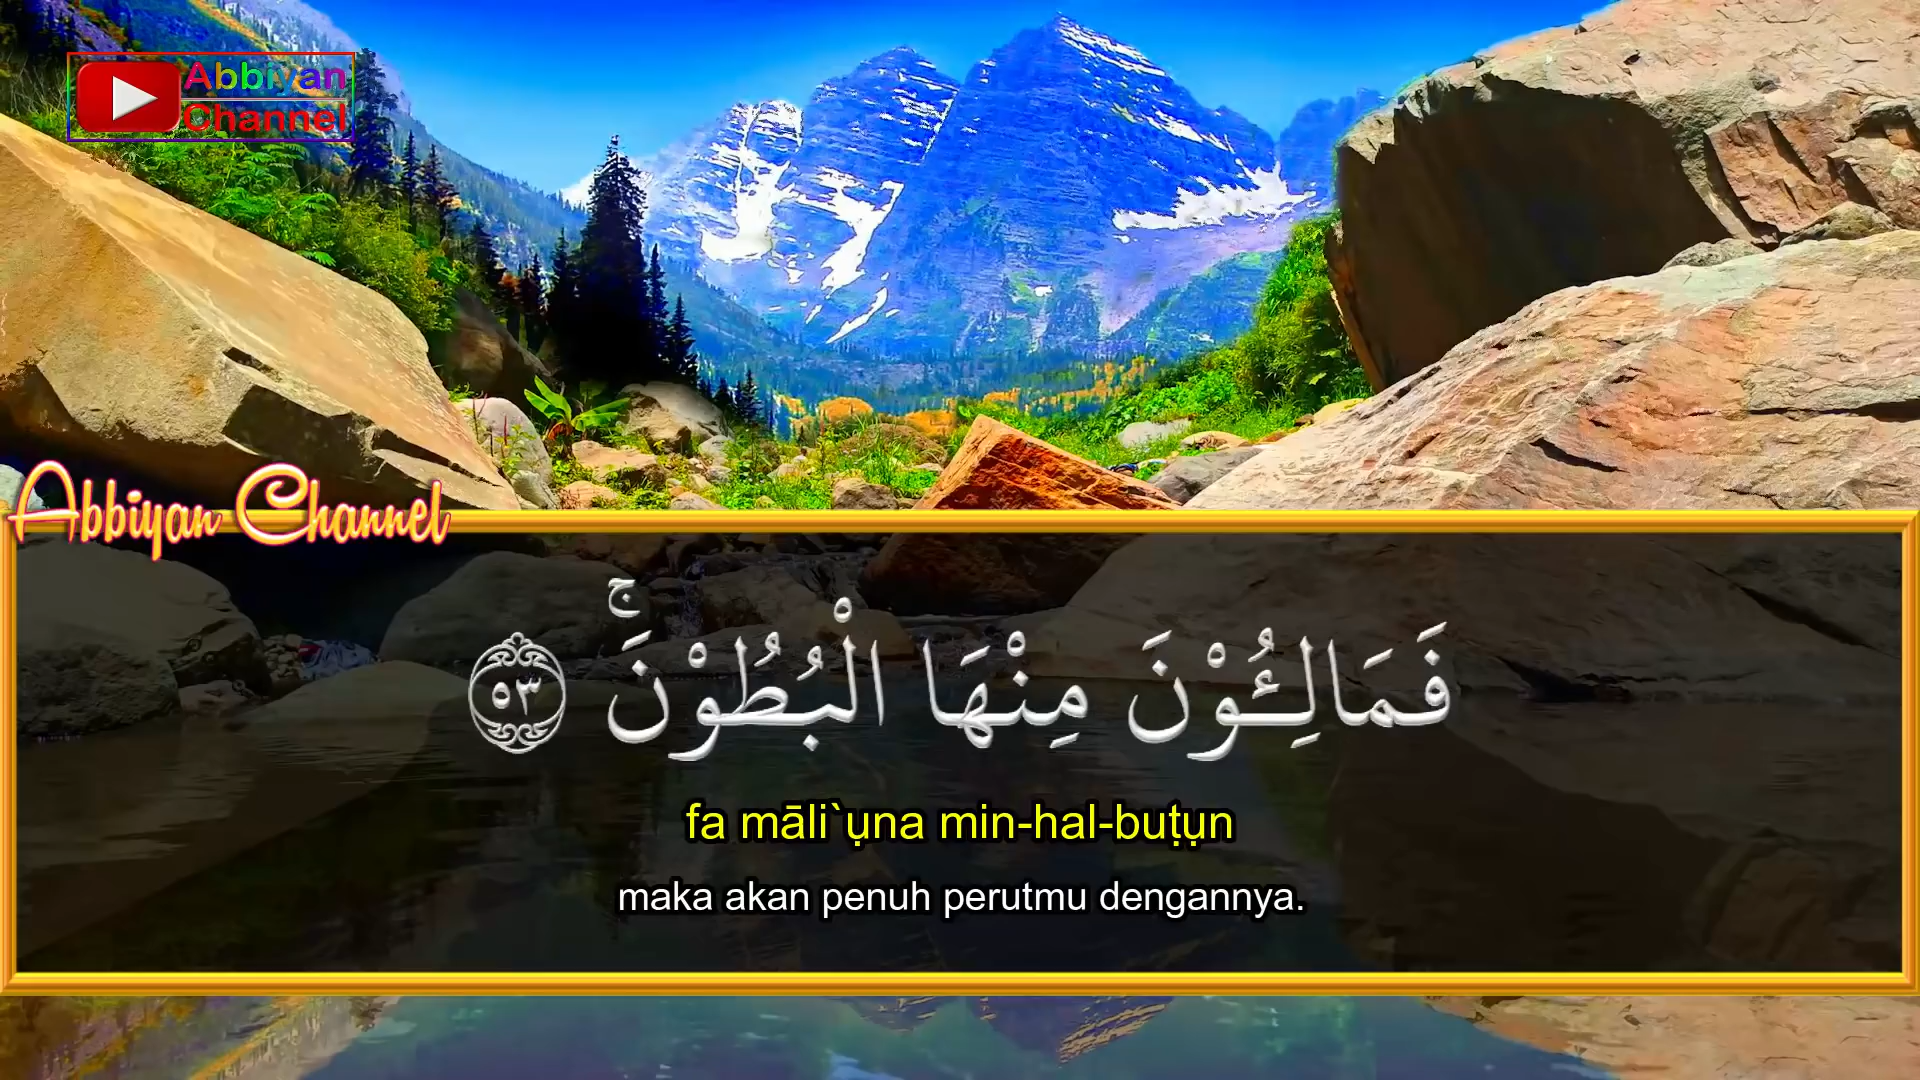 Abbiyan
Channel
Abbiyan Channel
فَمَالِـُٔوْنَ مِنْهَا الْبُطُوْنَۚ ٥٣
fa māli`ụna min-hal-buṭụn
maka akan penuh perutmu dengannya.